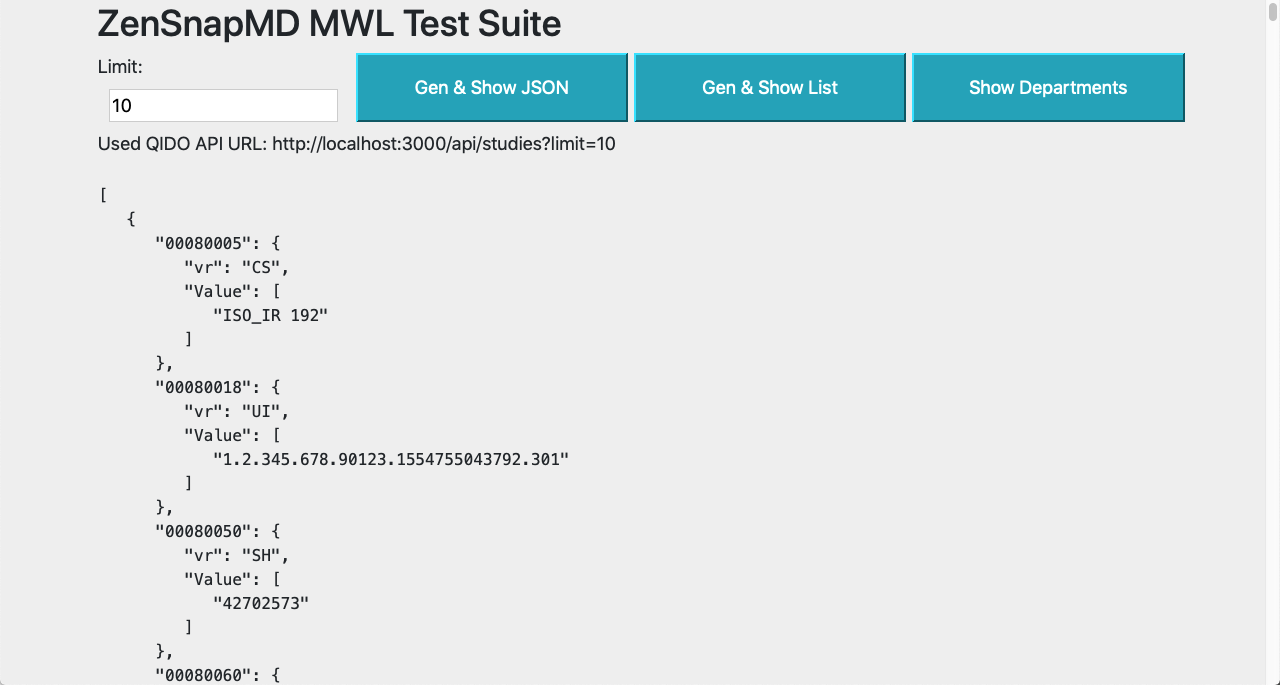 ZenSnapMD MWL Test Suite
Limit:
10
Gen & Show JSON
Gen & Show List
Show Departments
Used QIDO API URL: http://localhost:3000/api/studies?limit=10
[
   {
      "00080005": {
         "vr": "CS",
         "Value": [
            "ISO_IR 192"
         ]
      },
      "00080018": {
         "vr": "UI",
         "Value": [
            "1.2.345.678.90123.1554755043792.301"
         ]
      },
      "00080050": {
         "vr": "SH",
         "Value": [
            "42702573"
         ]
      },
      "00080060": {